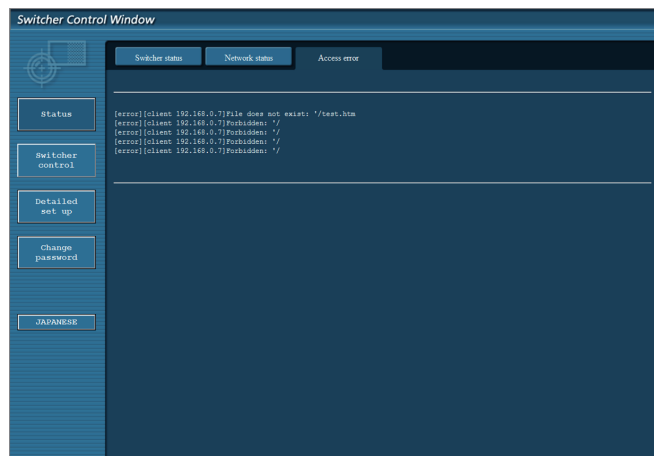 Switcher Control Window
Switcher status
Network status
Access error
Status
Switcher
control
Detailed
set up
Change
password
JAPANESE
[error][client 192.168.0.7]File does not exist: '/test.htm
[error][client 192.168.0.7]Forbidden: '/
[error][client 192.168.0.7]Forbidden: '/
[error][client 192.168.0.7]Forbidden: '/
[error][client 192.168.0.7]Forbidden: '/